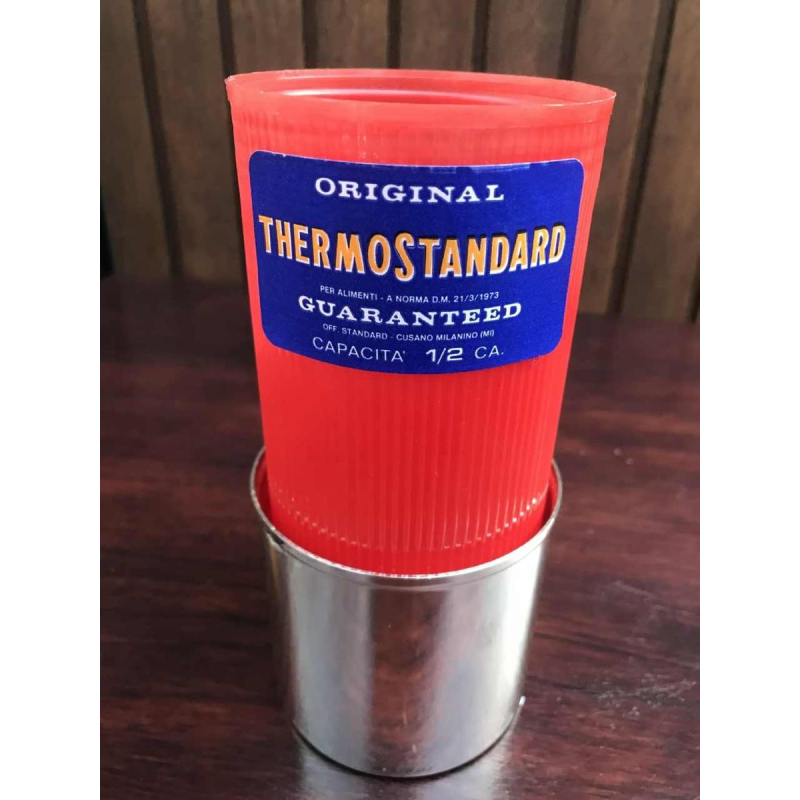 ORIGINAL
THERMOSTANDARD
PER ALIMENTI - A NORMA D.M. 21/3/1973
GUARANTEED
OFF. STANDARD - CUSANO MILANINO (MI)
CAPACITA' 1/2 CA.